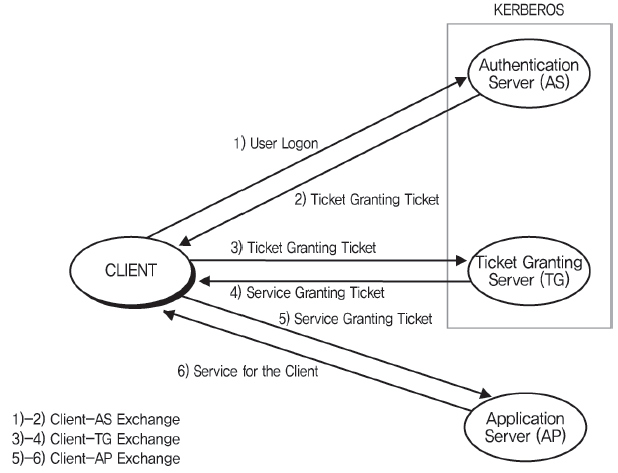 KERBEROS
Authentication
Server (AS)
1) User Logon
2) Ticket Granting Ticket
3) Ticket Granting Ticket
CLIENT
Ticket Granting
Server (TG)
4) Service Granting Ticket
5) Service Granting Ticket
6) Service for the Client
Application
Server (AP)
1)-2) Client-AS Exchange
3)-4) Client-TG Exchange
5)-6) Client-AP Exchange